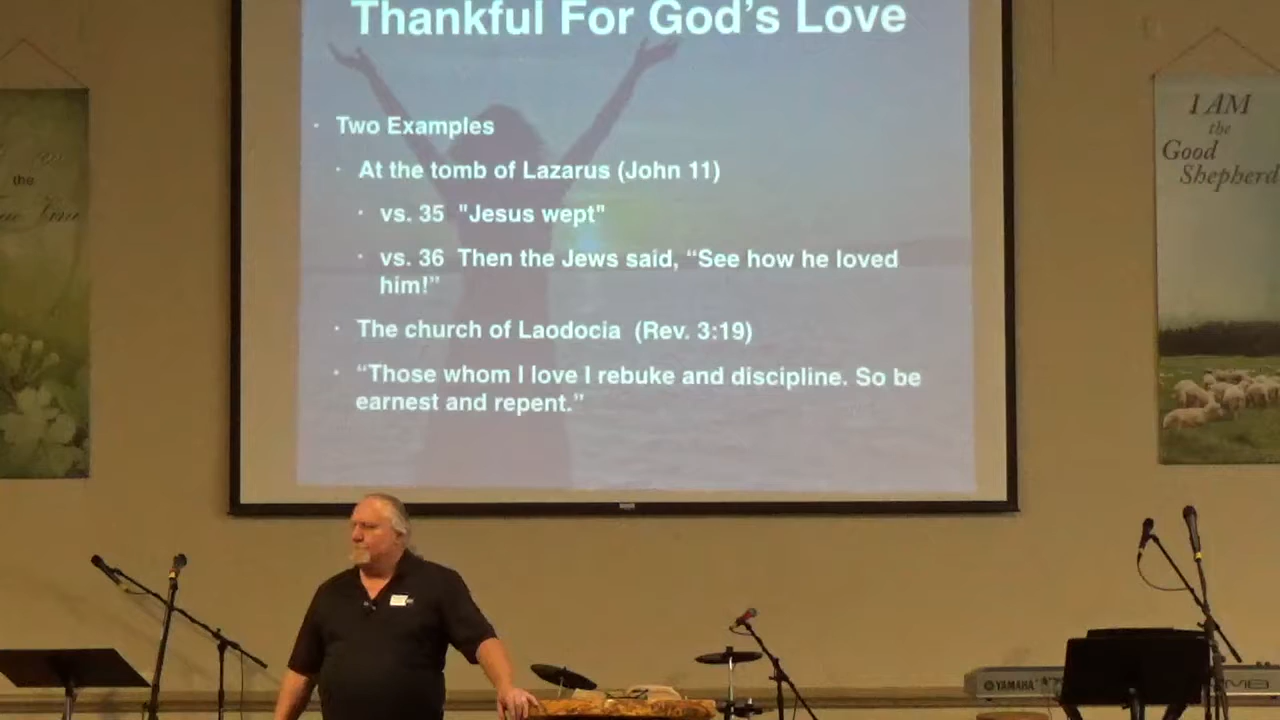 Thankful For God's Love
· Two Examples
· At the tomb of Lazarus (John 11)
· vs. 35 "Jesus wept"
· vs. 36 Then the Jews said, “See how he loved
him!”
· The church of Laodocia (Rev. 3:19)
· “Those whom I love I rebuke and discipline. So be
earnest and repent.”
the
I AM
the
Good
Shepherd
YAMAHA